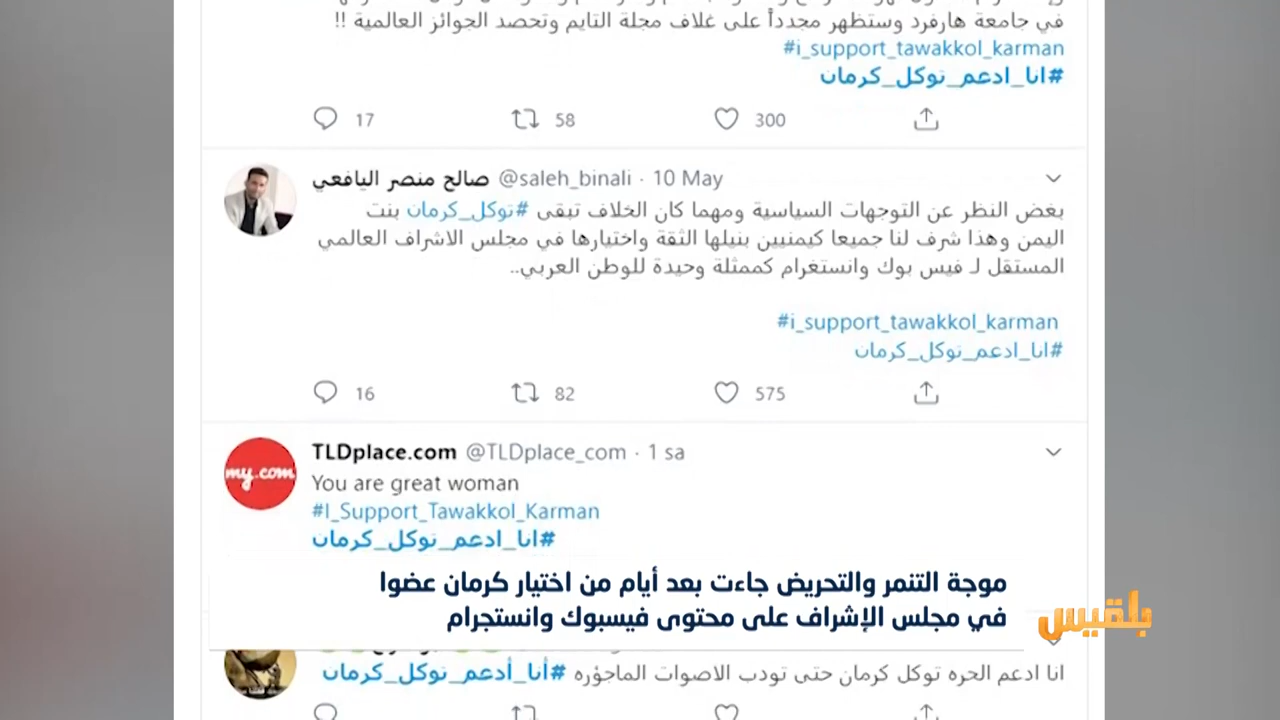 في جامعة هارفرد وستظهر مجدداً على غلاف مجلة التايم وتحصد الجوائز العالمية !!
#i_support_tawakkol_karman
#انا_ادعم_توكل_كرمان
17 58 300
صالح منصر اليافعي @saleh_binali · 10 May
بغض النظر عن التوجهات السياسية ومهما كان الخلاف تبقى #توكل_كرمان بنت
اليمن وهذا شرف لنا جميعا كيمنيين بنيلها الثقة واختيارها في مجلس الاشراف العالمي
المستقل لـ فيس بوك وانستغرام كممثلة وحيدة للوطن العربي..
#i_support_tawakkol_karman
#انا_ادعم_توكل_كرمان
16 82 575
TLDplace.com @TLDplace_com · 1 sa
my.com
You are great woman
#I_Support_Tawakkol_Karman
#انا_ادعم_توكل_كرمان
موجة التنمر والتحريض جاءت بعد أيام من اختيار كرمان عضوا
في مجلس الإشراف على محتوى فيسبوك وانستجرام
بلقيس
انا ادعم الحره توكل كرمان حتى تودب الاصوات الماجؤره #أنا_أدعم_توكل_كرمان